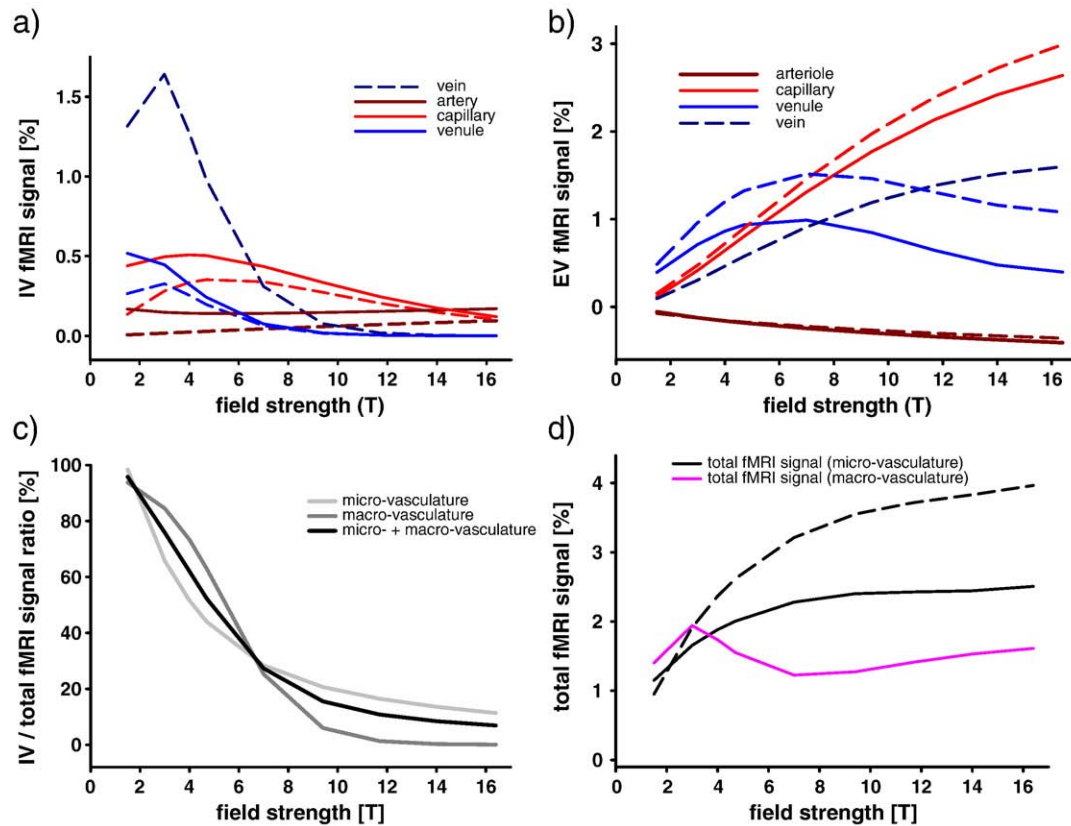 a)
IV fMRI signal [%]
1.5
1.0
0.5
0.0
vein
artery
capillary
venule
0 2 4 6 8 10 12 14 16
field strength (T)
b)
EV fMRI signal [%]
3
2
1
0
arteriole
capillary
venule
vein
0 2 4 6 8 10 12 14 16
field strength (T)
c)
IV / total fMRI signal ratio [%]
100
80
60
40
20
0
micro-vasculature
macro-vasculature
micro- + macro-vasculature
0 2 4 6 8 10 12 14 16
field strength [T]
d)
total fMRI signal [%]
4
3
2
1
0
total fMRI signal (micro-vasculature)
total fMRI signal (macro-vasculature)
0 2 4 6 8 10 12 14 16
field strength [T]